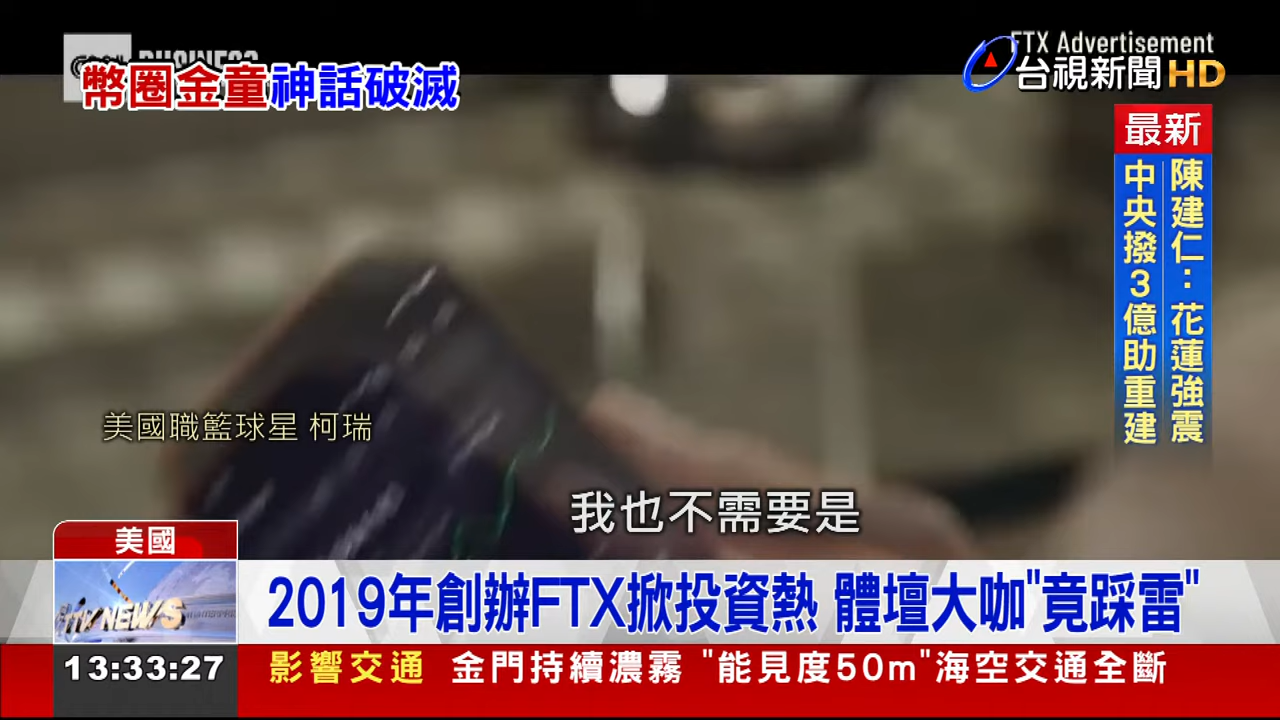 BUSINESS
FTX Advertisement
台視新聞HD
幣圈金童神話破滅
最新
陳建仁：花蓮強震
中央撥3億助重建
美國職籃球星 柯瑞
我也不需要是
美國
TTV NEWS
2019年創辦FTX掀投資熱 體壇大咖"竟踩雷"
13:33:27
影響交通 金門持續濃霧 "能見度50m"海空交通全斷